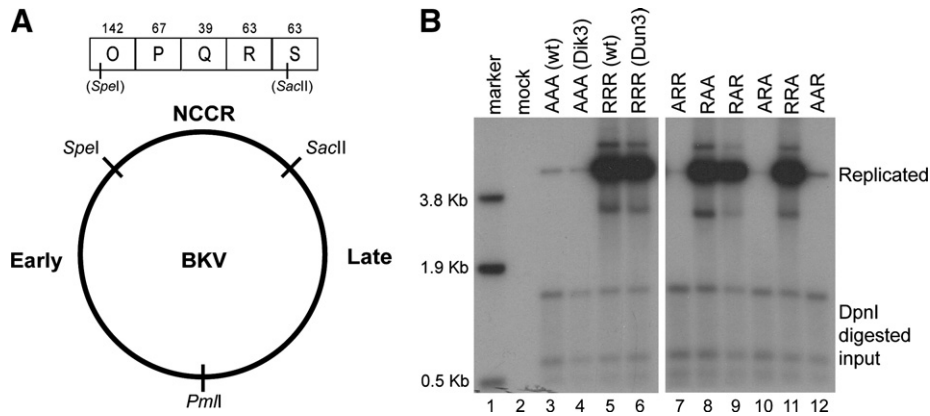 A
142 67 39 63 63
O P Q R S
(SpeI) (SacII)
NCCR
SpeI SacII
Early BKV Late
PmlI
B
marker
mock
AAA (wt)
AAA (Dik3)
RRR (wt)
RRR (Dun3)
ARR
RAA
RAR
ARA
RRA
AAR
Replicated
3.8 Kb
1.9 Kb
DpnI
digested
input
0.5 Kb
1 2 3 4 5 6 7 8 9 10 11 12